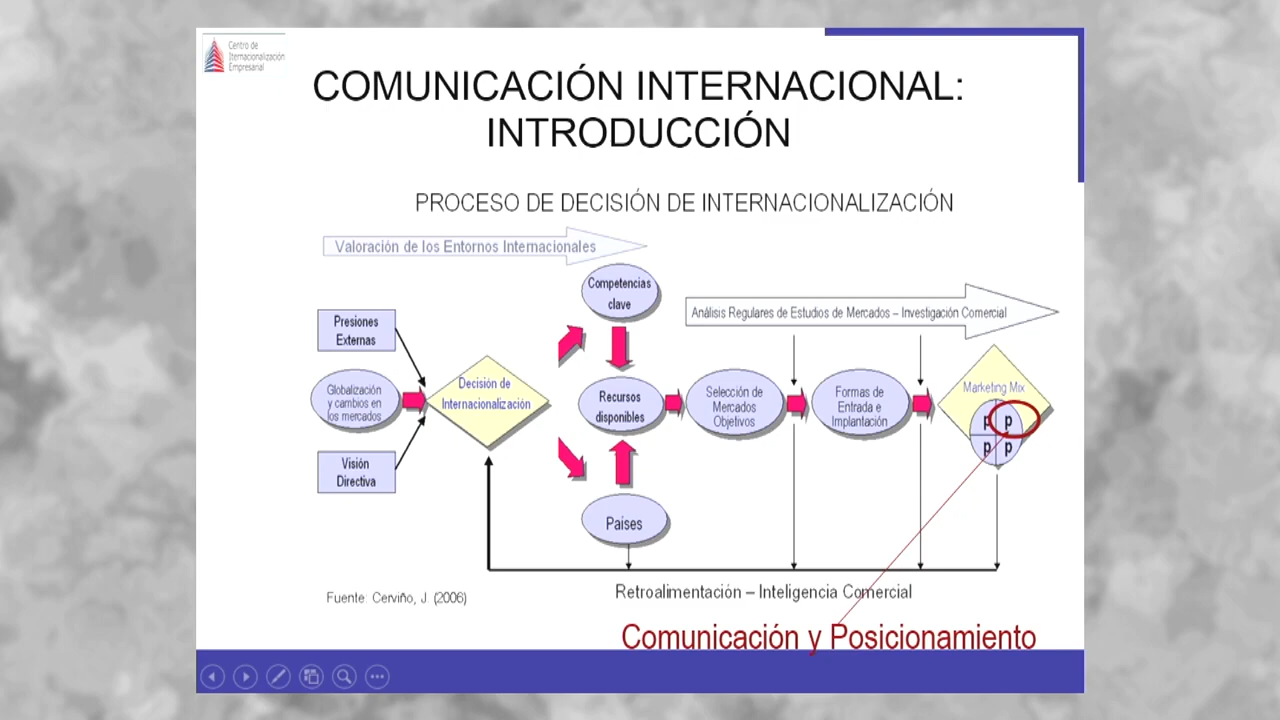 Centro de
Iternacionalización
Empresarial
COMUNICACIÓN INTERNACIONAL:
INTRODUCCIÓN
PROCESO DE DECISIÓN DE INTERNACIONALIZACIÓN
Valoración de los Entornos Internacionales
Competencias
clave
Análisis Regulares de Estudios de Mercados – Investigación Comercial
Presiones
Externas
Globalización
y cambios en
los mercados
Visión
Directiva
Decisión de
Internacionalización
Recursos
disponibles
Selección de
Mercados
Objetivos
Formas de
Entrada e
Implantación
Marketing Mix
p p
p p
Paises
Retroalimentación – Inteligencia Comercial
Fuente: Cerviño, J. (2006)
Comunicación y Posicionamiento